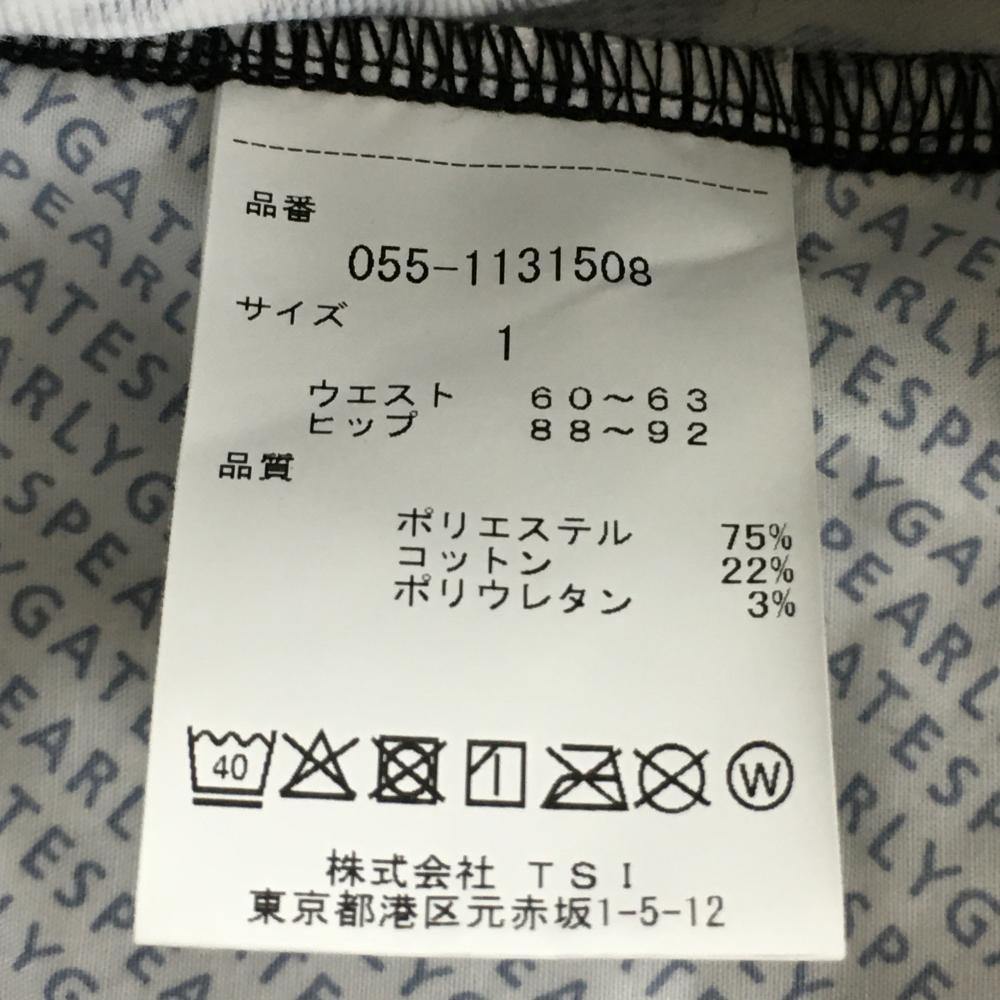 品番
055-1131508
サイズ
1
ウエスト 60~63
ヒップ 88~92
品質
ポリエステル 75%
コットン 22%
ポリウレタン 3%
40
W
株式会社 TSI
東京都港区元赤坂1-5-12
PEARLYGATES